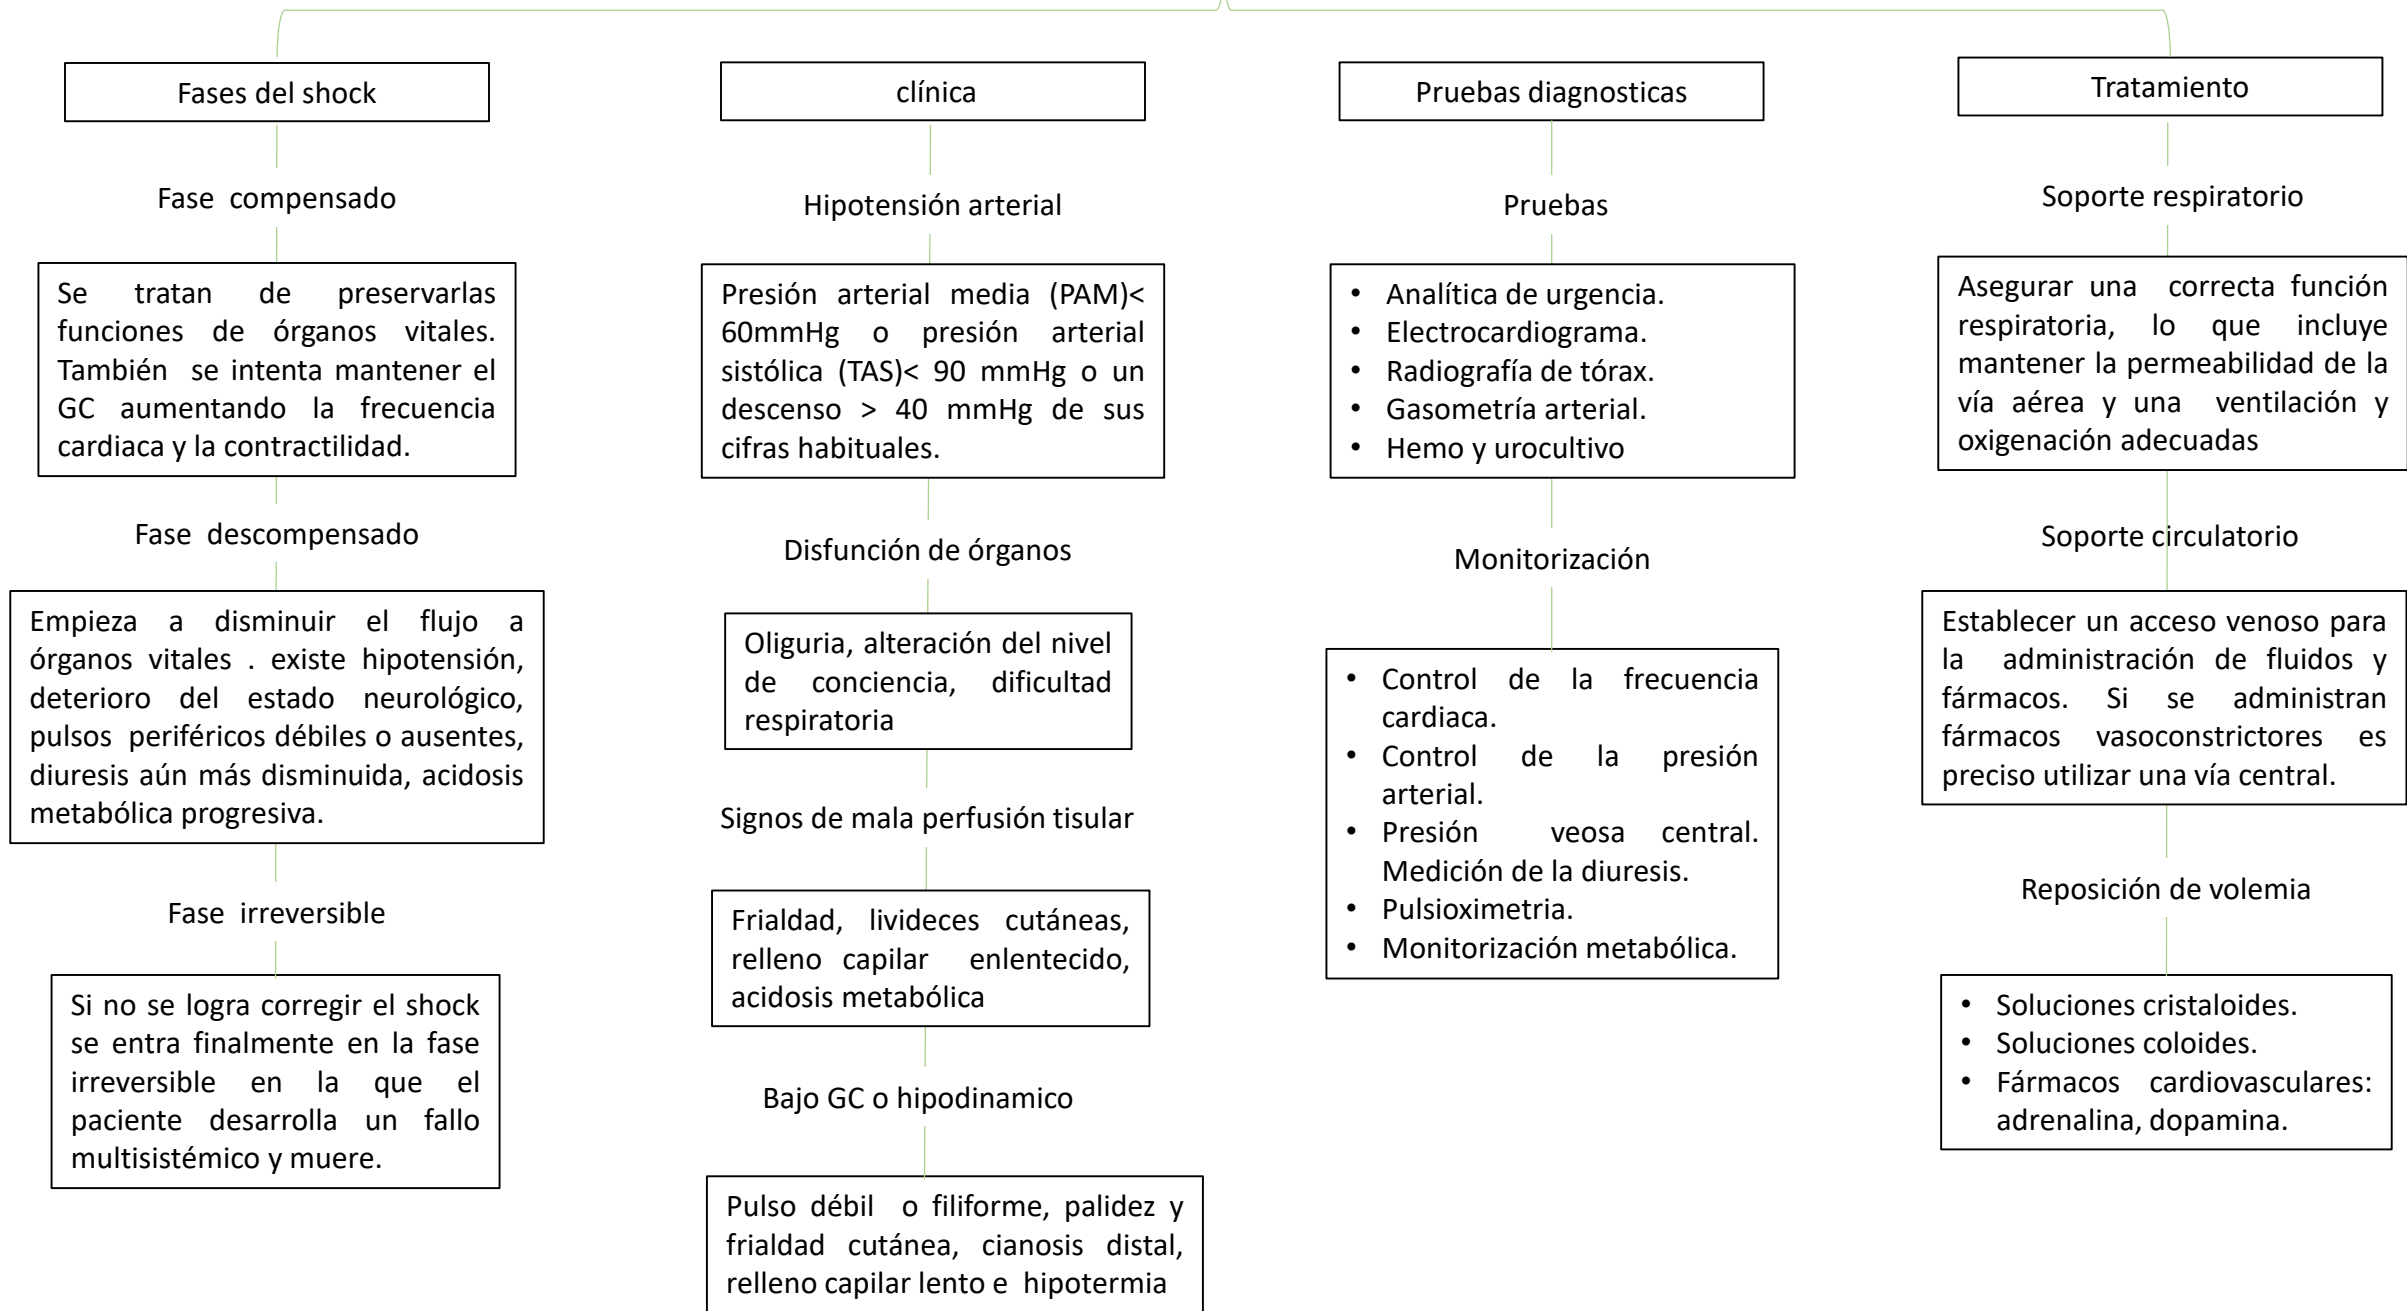 Fases del shock
Fase compensado
Se tratan de preservarlas
funciones de órganos vitales.
También se intenta mantener el
GC aumentando la frecuencia
cardiaca y la contractilidad.
Fase descompensado
Empieza a disminuir el flujo a
órganos vitales . existe hipotensión,
deterioro del estado neurológico,
pulsos periféricos débiles o ausentes,
diuresis aún más disminuida, acidosis
metabólica progresiva.
Fase irreversible
Si no se logra corregir el shock
se entra finalmente en la fase
irreversible en la que el
paciente desarrolla un fallo
multisistémico y muere.
clínica
Hipotensión arterial
Presión arterial media (PAM)<
60mmHg o presión arterial
sistólica (TAS)< 90 mmHg o un
descenso > 40 mmHg de sus
cifras habituales.
Disfunción de órganos
Oliguria, alteración del nivel
de conciencia, dificultad
respiratoria
Signos de mala perfusión tisular
Frialdad, livideces cutáneas,
relleno capilar enlentecido,
acidosis metabólica
Bajo GC o hipodinamico
Pulso débil o filiforme, palidez y
frialdad cutánea, cianosis distal,
relleno capilar lento e hipotermia
Pruebas diagnosticas
Pruebas
• Analítica de urgencia.
• Electrocardiograma.
• Radiografía de tórax.
• Gasometría arterial.
• Hemo y urocultivo
Monitorización
• Control de la frecuencia
cardiaca.
• Control de la presión
arterial.
• Presión veosa central.
Medición de la diuresis.
• Pulsioximetria.
• Monitorización metabólica.
Tratamiento
Soporte respiratorio
Asegurar una correcta función
respiratoria, lo que incluye
mantener la permeabilidad de la
vía aérea y una ventilación y
oxigenación adecuadas
Soporte circulatorio
Establecer un acceso venoso para
la administración de fluidos y
fármacos. Si se administran
fármacos vasoconstrictores es
preciso utilizar una vía central.
Reposición de volemia
• Soluciones cristaloides.
• Soluciones coloides.
• Fármacos cardiovasculares:
adrenalina, dopamina.